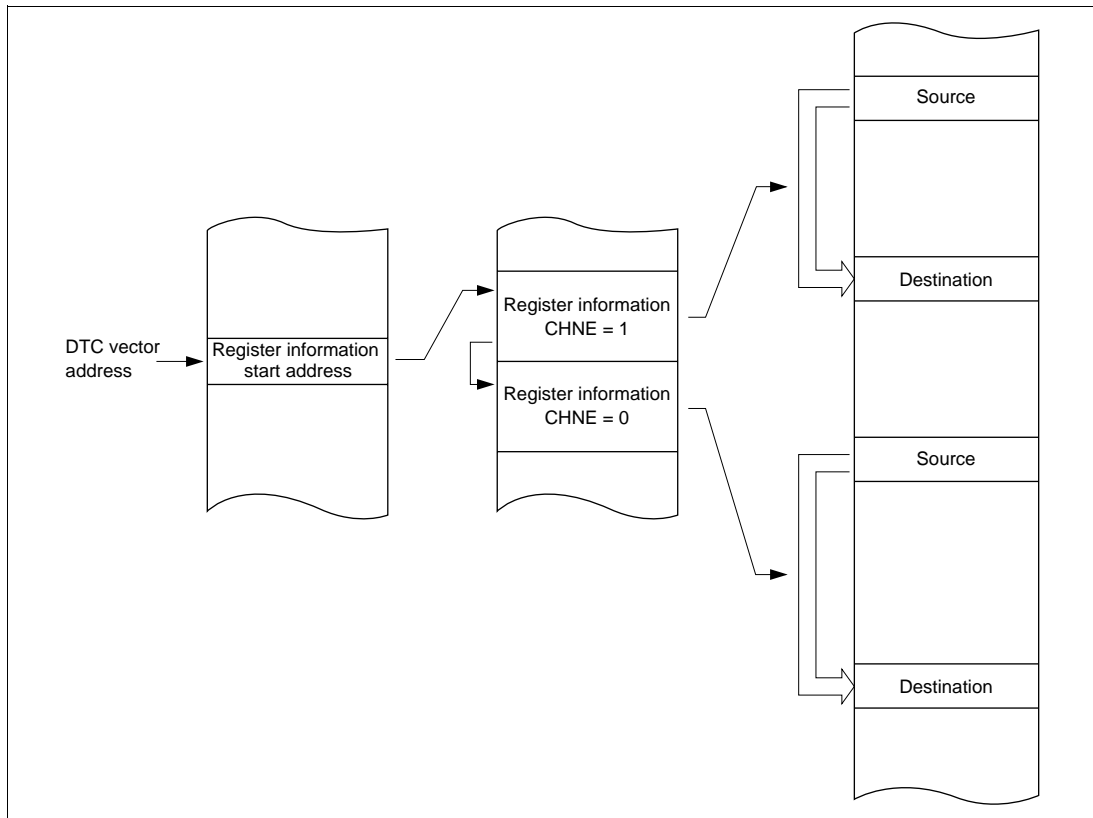 DTC vector
address
Register information
start address
Register information
CHNE = 1
Register information
CHNE = 0
Source
Destination
Source
Destination